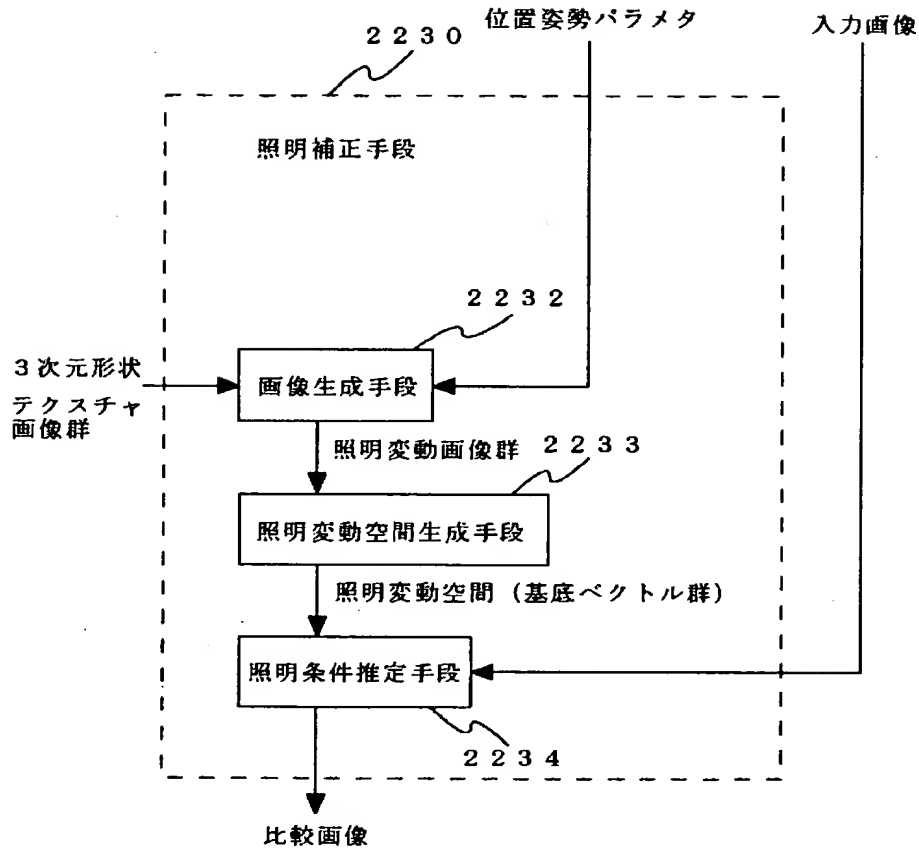 位置姿勢パラメタ
入力画像
２２３０
照明補正手段
２２３２
３次元形状
テクスチャ
画像群
画像生成手段
照明変動画像群
２２３３
照明変動空間生成手段
照明変動空間（基底ベクトル群）
照明条件推定手段
２２３４
比較画像